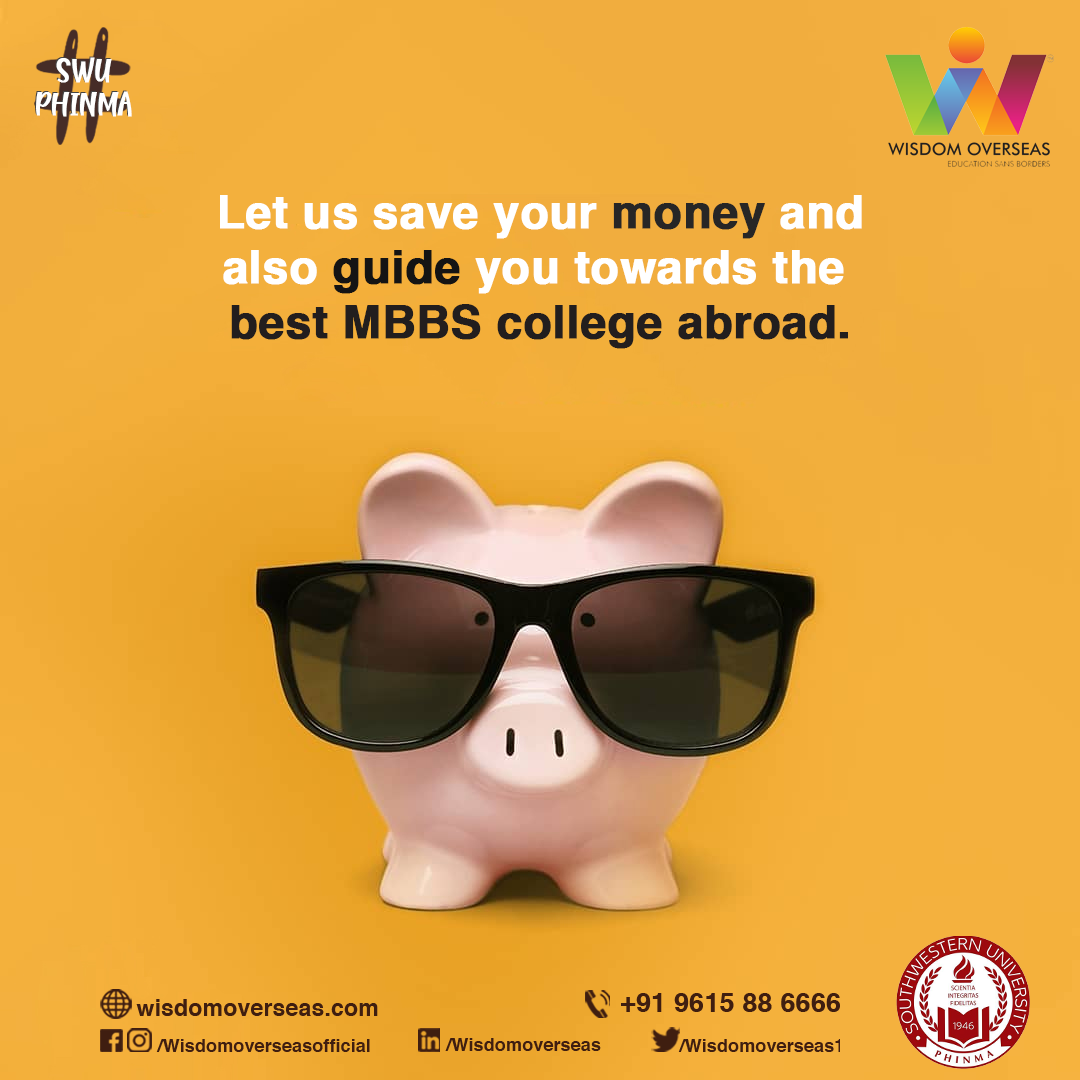 SWU
PHINMA
WISDOM OVERSEAS
EDUCATION SANS BORDERS
Let us save your money and
also guide you towards the
best MBBS college abroad.
wisdomoverseas.com
+91 9615 88 6666
/Wisdomoverseasofficial
/Wisdomoverseas
/Wisdomoverseas1
SOUTHWESTERN UNIVERSITY
SCIENTIA
INTEGRITAS
FIDELITAS
1946
PHINMA